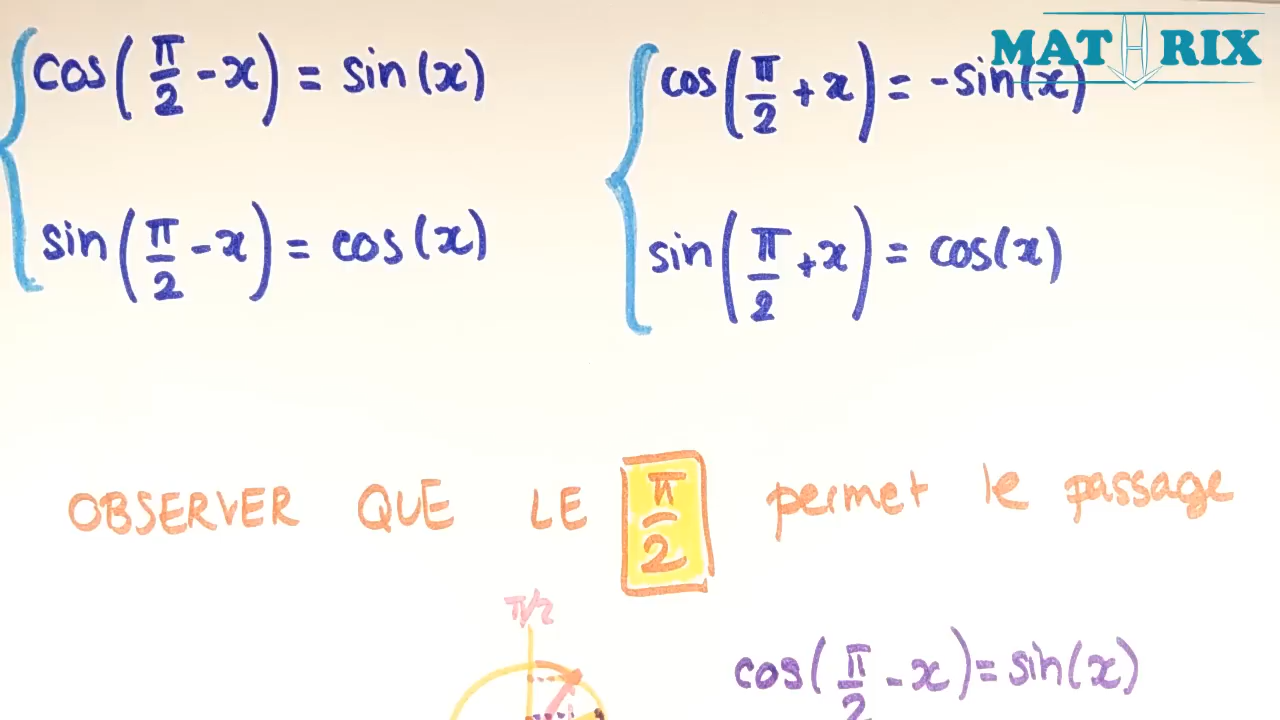 MATHRIX
cos(π/2 - x) = sin(x)
cos(π/2 + x) = -sin(x)
sin(π/2 - x) = cos(x)
sin(π/2 + x) = cos(x)
OBSERVER QUE LE π/2 permet le passage
π/2
cos(π/2 - x) = sin(x)